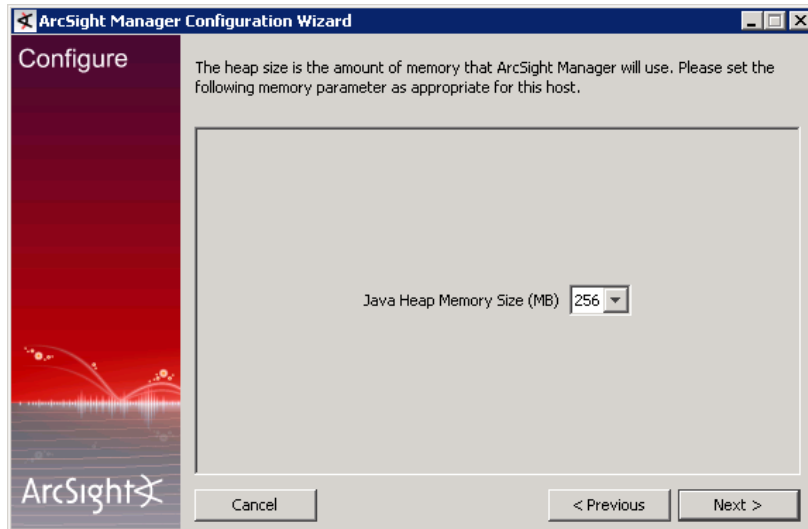 ArcSight Manager Configuration Wizard
Configure
The heap size is the amount of memory that ArcSight Manager will use. Please set the
following memory parameter as appropriate for this host.
Java Heap Memory Size (MB) 256
ArcSight
Cancel < Previous Next >